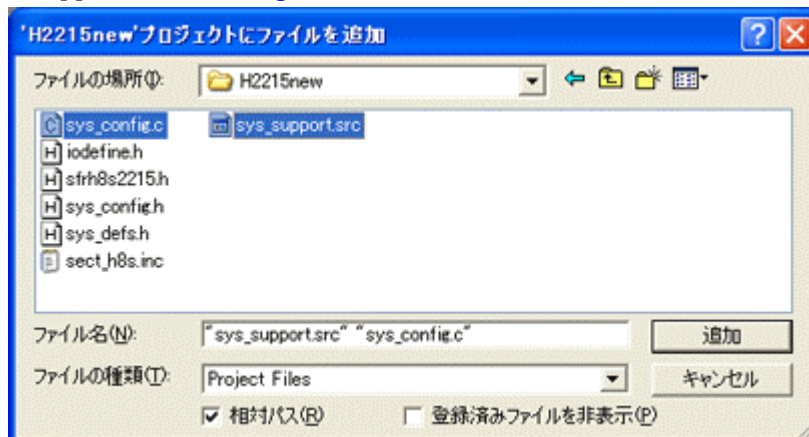 'H2215new'プロジェクトにファイルを追加
ファイルの場所(I): H2215new
sys_config.c sys_support.src
iodefine.h
sfrh8s2215.h
sys_config.h
sys_defs.h
sect_h8s.inc
ファイル名(N): "sys_support.src" "sys_config.c" 追加
ファイルの種類(T): Project Files キャンセル
相対パス(R) 登録済みファイルを非表示(P)